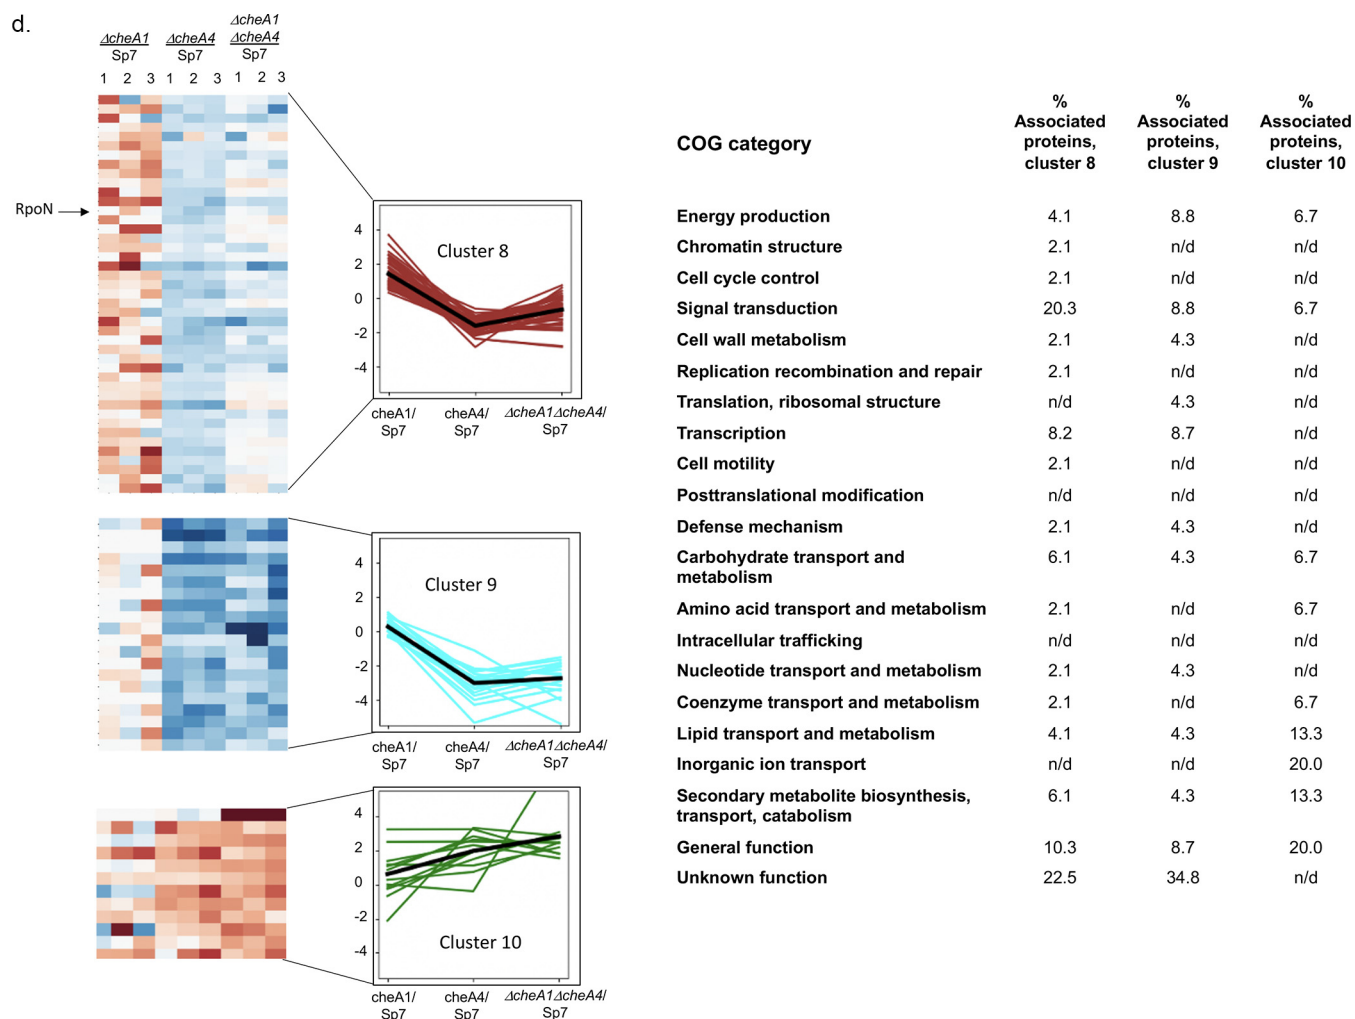 d.
ΔcheA1
ΔcheA1 ΔcheA4 ΔcheA4
Sp7 Sp7 Sp7
1 2 3 1 2 3 1 2 3
RpoN
4
2
0
-2
-4
Cluster 8
cheA1/ cheA4/ ΔcheA1ΔcheA4/
Sp7 Sp7 Sp7
4
2
0
-2
-4
Cluster 9
cheA1/ cheA4/ ΔcheA1ΔcheA4/
Sp7 Sp7 Sp7
4
2
0
-2
-4
Cluster 10
cheA1/ cheA4/ ΔcheA1ΔcheA4/
Sp7 Sp7 Sp7
% % %
Associated Associated Associated
COG category proteins, proteins, proteins,
cluster 8 cluster 9 cluster 10
Energy production 4.1 8.8 6.7
Chromatin structure 2.1 n/d n/d
Cell cycle control 2.1 n/d n/d
Signal transduction 20.3 8.8 6.7
Cell wall metabolism 2.1 4.3 n/d
Replication recombination and repair 2.1 n/d n/d
Translation, ribosomal structure n/d 4.3 n/d
Transcription 8.2 8.7 n/d
Cell motility 2.1 n/d n/d
Posttranslational modification n/d n/d n/d
Defense mechanism 2.1 4.3 n/d
Carbohydrate transport and 6.1 4.3 6.7
metabolism
Amino acid transport and metabolism 2.1 n/d 6.7
Intracellular trafficking n/d n/d n/d
Nucleotide transport and metabolism 2.1 4.3 n/d
Coenzyme transport and metabolism 2.1 n/d 6.7
Lipid transport and metabolism 4.1 4.3 13.3
Inorganic ion transport n/d n/d 20.0
Secondary metabolite biosynthesis, 6.1 4.3 13.3
transport, catabolism
General function 10.3 8.7 20.0
Unknown function 22.5 34.8 n/d